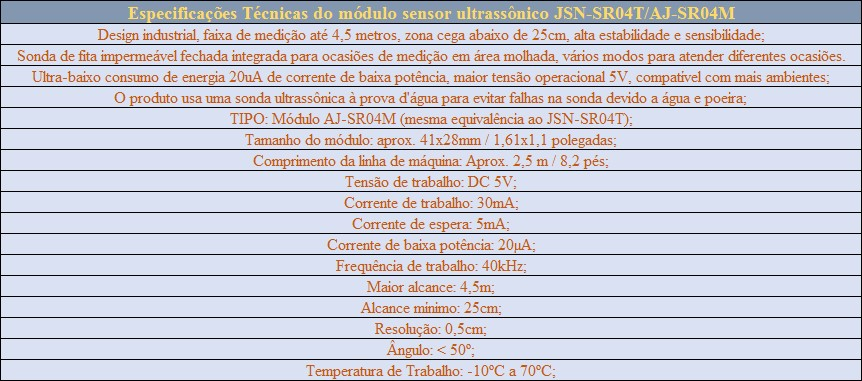 Especificações Técnicas do módulo sensor ultrassônico JSN-SR04T/AJ-SR04M
Design industrial, faixa de medição até 4,5 metros, zona cega abaixo de 25cm, alta estabilidade e sensibilidade;
Sonda de fita impermeável fechada integrada para ocasiões de medição em área molhada, vários modos para atender diferentes ocasiões.
Ultra-baixo consumo de energia 20uA de corrente de baixa potência, maior tensão operacional 5V, compatível com mais ambientes;
O produto usa uma sonda ultrassônica à prova d'água para evitar falhas na sonda devido a água e poeira;
TIPO: Módulo AJ-SR04M (mesma equivalência ao JSN-SR04T);
Tamanho do módulo: aprox. 41x28mm / 1,61x1,1 polegadas;
Comprimento da linha de máquina: Aprox. 2,5 m / 8,2 pés;
Tensão de trabalho: DC 5V;
Corrente de trabalho: 30mA;
Corrente de espera: 5mA;
Corrente de baixa potência: 20µA;
Frequência de trabalho: 40kHz;
Maior alcance: 4,5m;
Alcance minimo: 25cm;
Resolução: 0,5cm;
Ângulo: < 50º;
Temperatura de Trabalho: -10ºC a 70ºC;